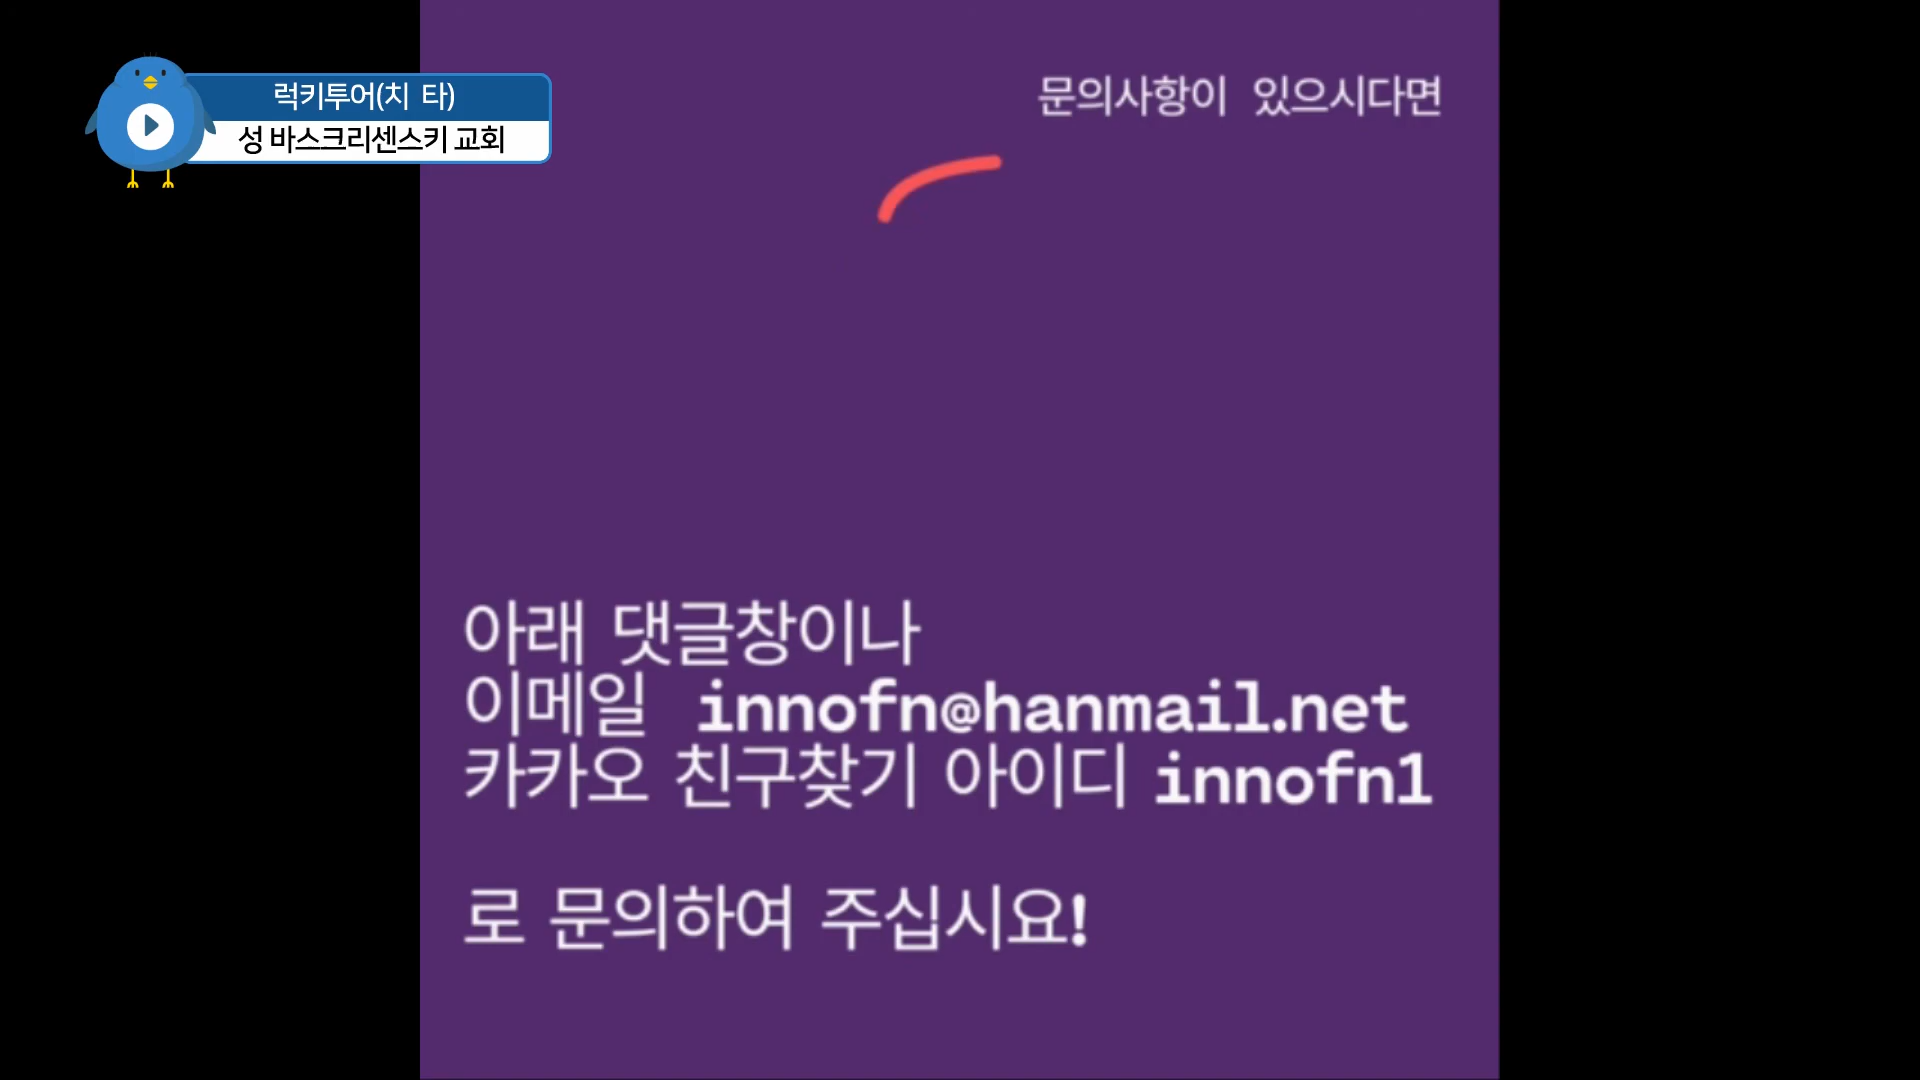 럭키투어(치 타)
성 바스크리센스키 교회
문의사항이 있으시다면
아래 댓글창이나
이메일 innofn@hanmail.net
카카오 친구찾기 아이디 innofn1
로 문의하여 주십시요!